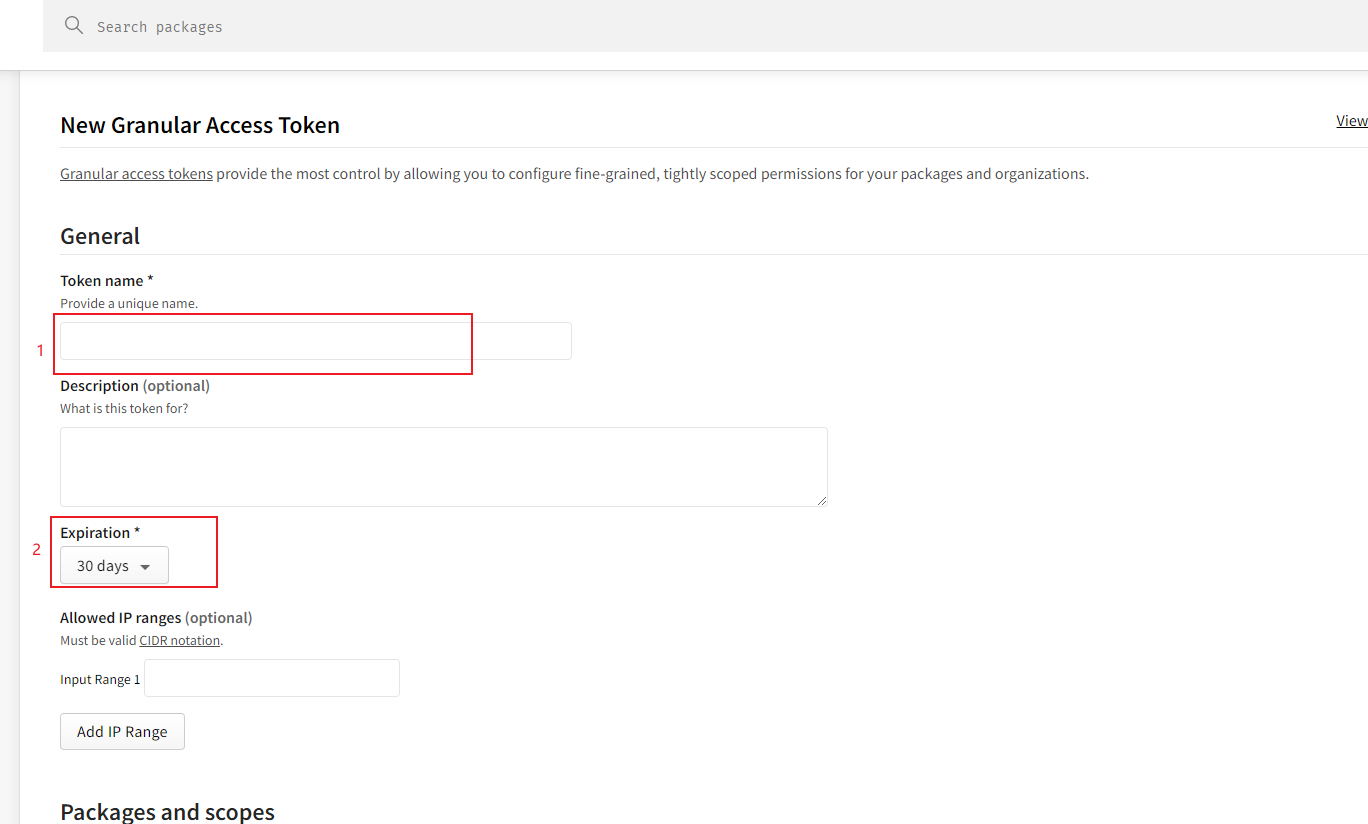 Search packages
New Granular Access Token
View
Granular access tokens provide the most control by allowing you to configure fine-grained, tightly scoped permissions for your packages and organizations.
General
Token name *
Provide a unique name.
1
Description (optional)
What is this token for?
2
Expiration *
30 days
Allowed IP ranges (optional)
Must be valid CIDR notation.
Input Range 1
Add IP Range
Packages and scopes